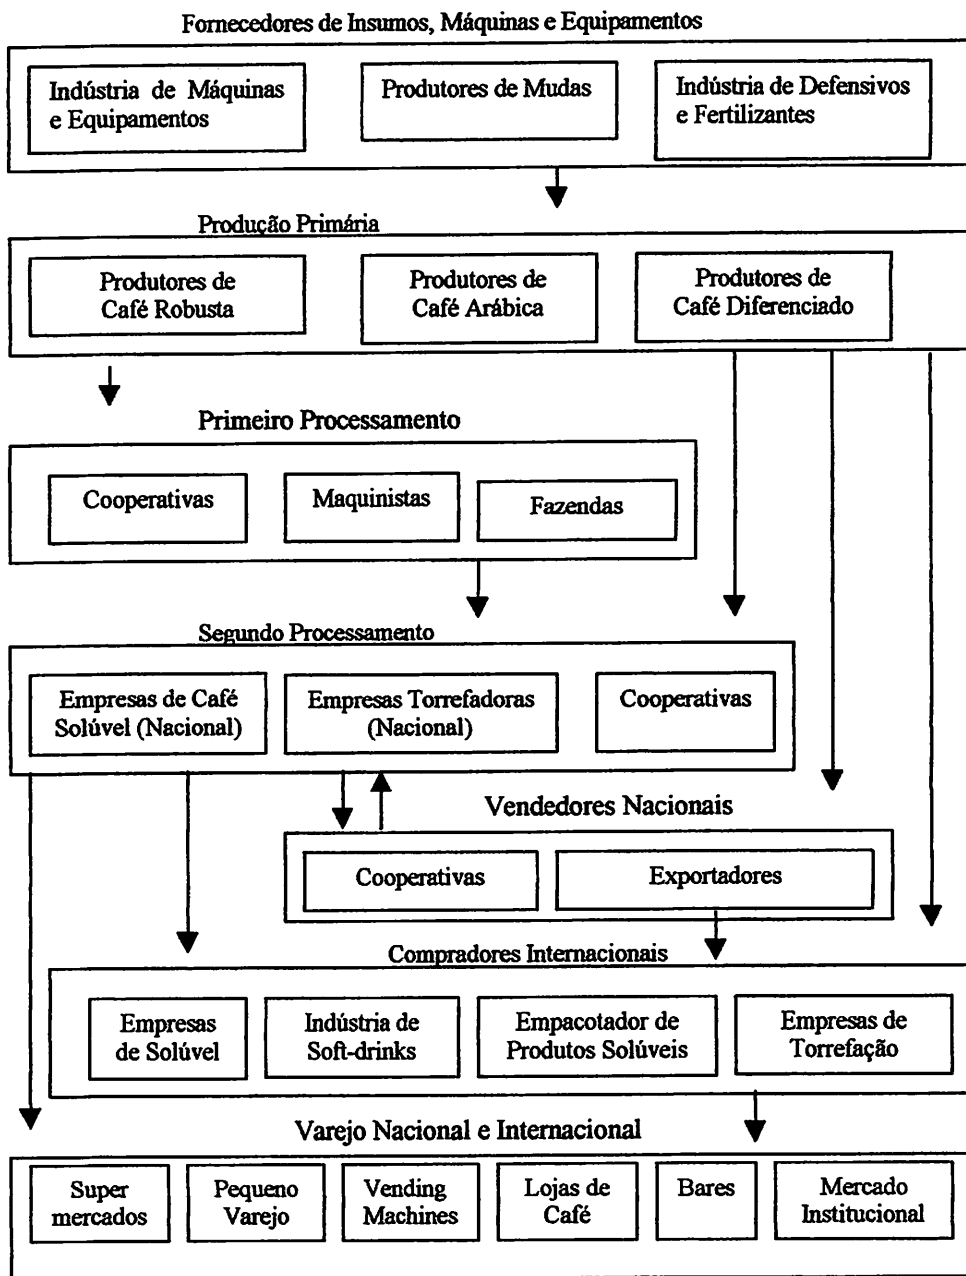 Fornecedores de Insumos, Máquinas e Equipamentos
Indústria de Máquinas
e Equipamentos
Produtores de Mudas
Indústria de Defensivos
e Fertilizantes
Produção Primária
Produtores de
Café Robusta
Produtores de
Café Arábica
Produtores de
Café Diferenciado
Primeiro Processamento
Cooperativas
Maquinistas
Fazendas
Segundo Processamento
Empresas de Café
Solúvel (Nacional)
Empresas Torrefadoras
(Nacional)
Cooperativas
Vendedores Nacionais
Cooperativas
Exportadores
Compradores Internacionais
Empresas
de Solúvel
Indústria de
Soft-drinks
Empacotador de
Produtos Solúveis
Empresas de
Torrefação
Varejo Nacional e Internacional
Super
mercados
Pequeno
Varejo
Vending
Machines
Lojas de
Café
Bares
Mercado
Institucional